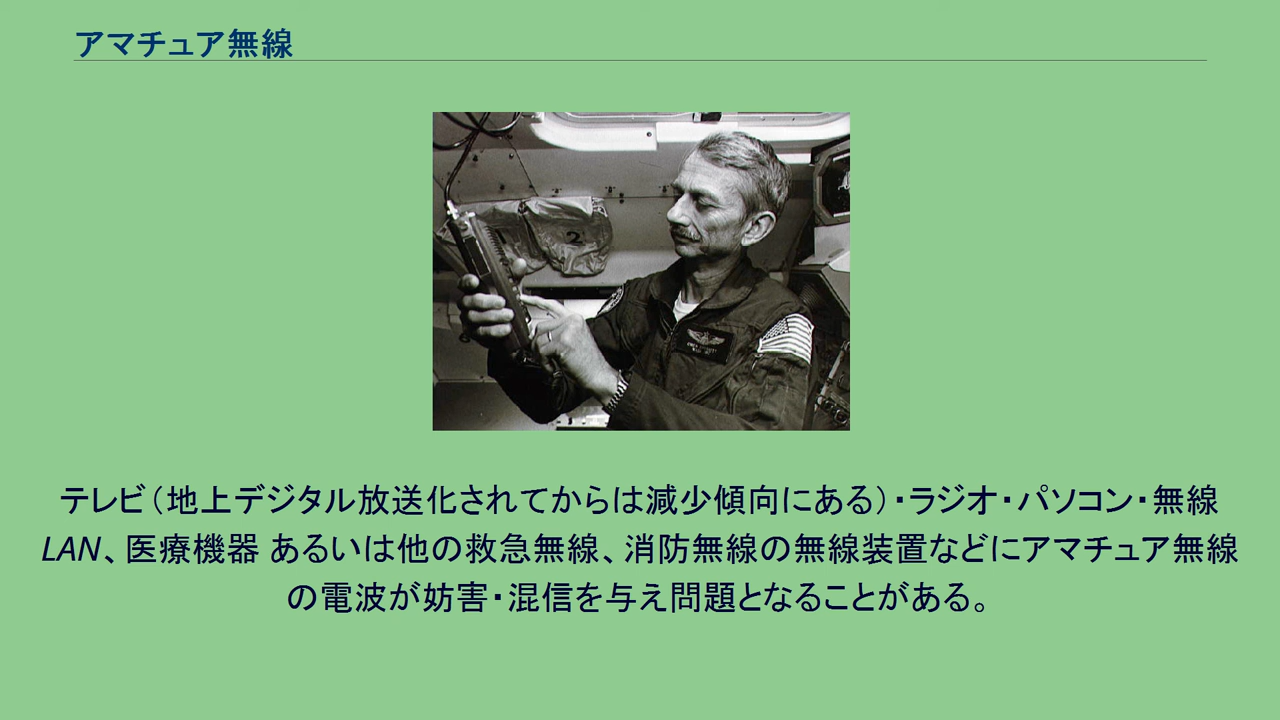 アマチュア無線
2
テレビ（地上デジタル放送化されてからは減少傾向にある）・ラジオ・パソコン・無線
LAN、医療機器 あるいは他の救急無線、消防無線の無線装置などにアマチュア無線
の電波が妨害・混信を与え問題となることがある。